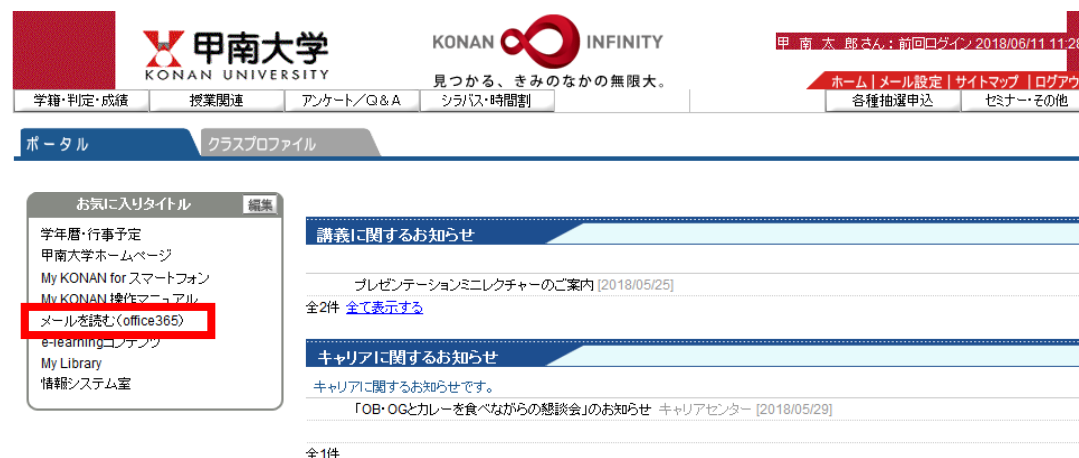 甲南大学
KONAN UNIVERSITY
KONAN INFINITY
見つかる、きみのなかの無限大。
甲 南 太 郎さん：前回ログイン 2018/06/11 11:28
ホーム | メール設定 | サイトマップ | ログアウ
学籍・判定・成績 授業関連 アンケート／Q&A シラバス・時間割 各種抽選申込 セミナー・その他
ポータル クラスプロファイル
お気に入りタイトル 編集
学年暦・行事予定
甲南大学ホームページ
My KONAN for スマートフォン
My KONAN 操作マニュアル
メールを読む（office365）
e-learningコンテンツ
My Library
情報システム室
講義に関するお知らせ
プレゼンテーションミニレクチャーのご案内 [2018/05/25]
全2件 全て表示する
キャリアに関するお知らせ
キャリアに関するお知らせです。
「OB・OGとカレーを食べながらの懇談会」のお知らせ キャリアセンター [2018/05/29]
全1件